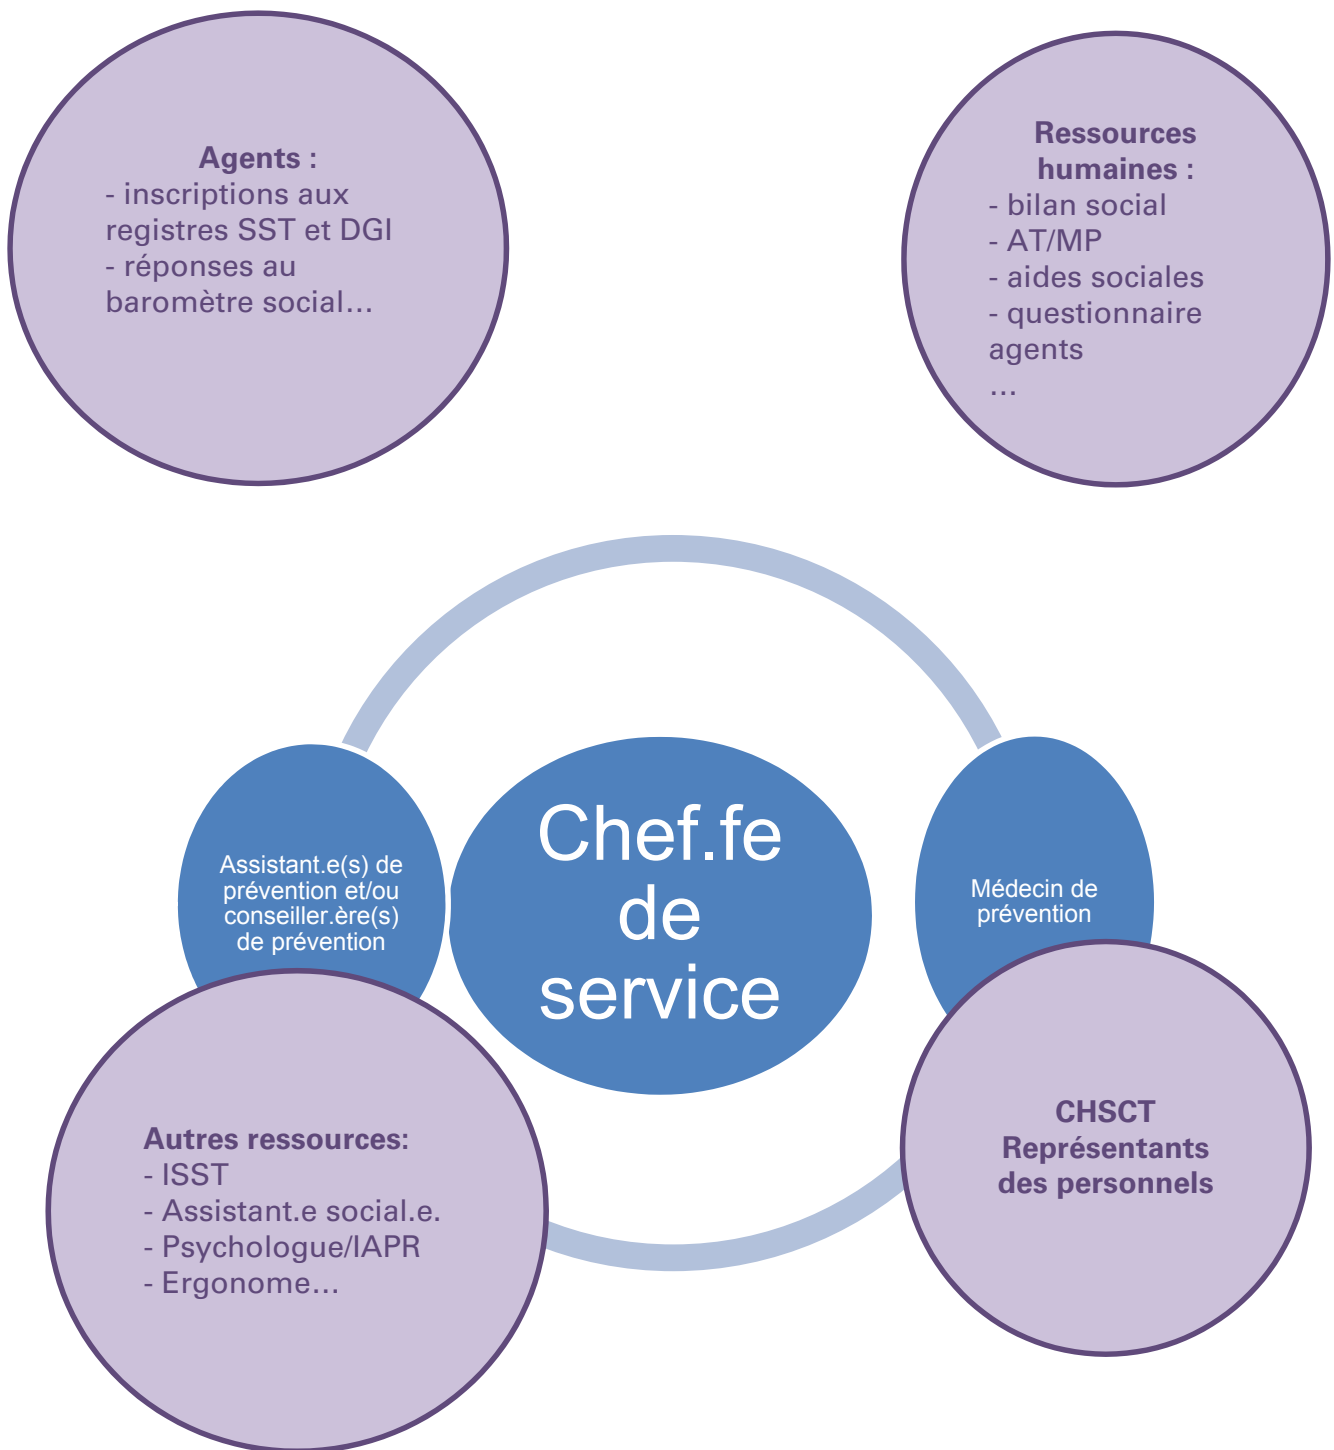 Agents :
- inscriptions aux
registres SST et DGI
- réponses au
baromètre social…
Ressources
humaines :
- bilan social
- AT/MP
- aides sociales
- questionnaire
agents
…
Assistant.e(s) de
prévention et/ou
conseiller.ère(s)
de prévention
Chef.fe
de
service
Médecin de
prévention
Autres ressources:
- ISST
- Assistant.e social.e.
- Psychologue/IAPR
- Ergonome…
CHSCT
Représentants
des personnels